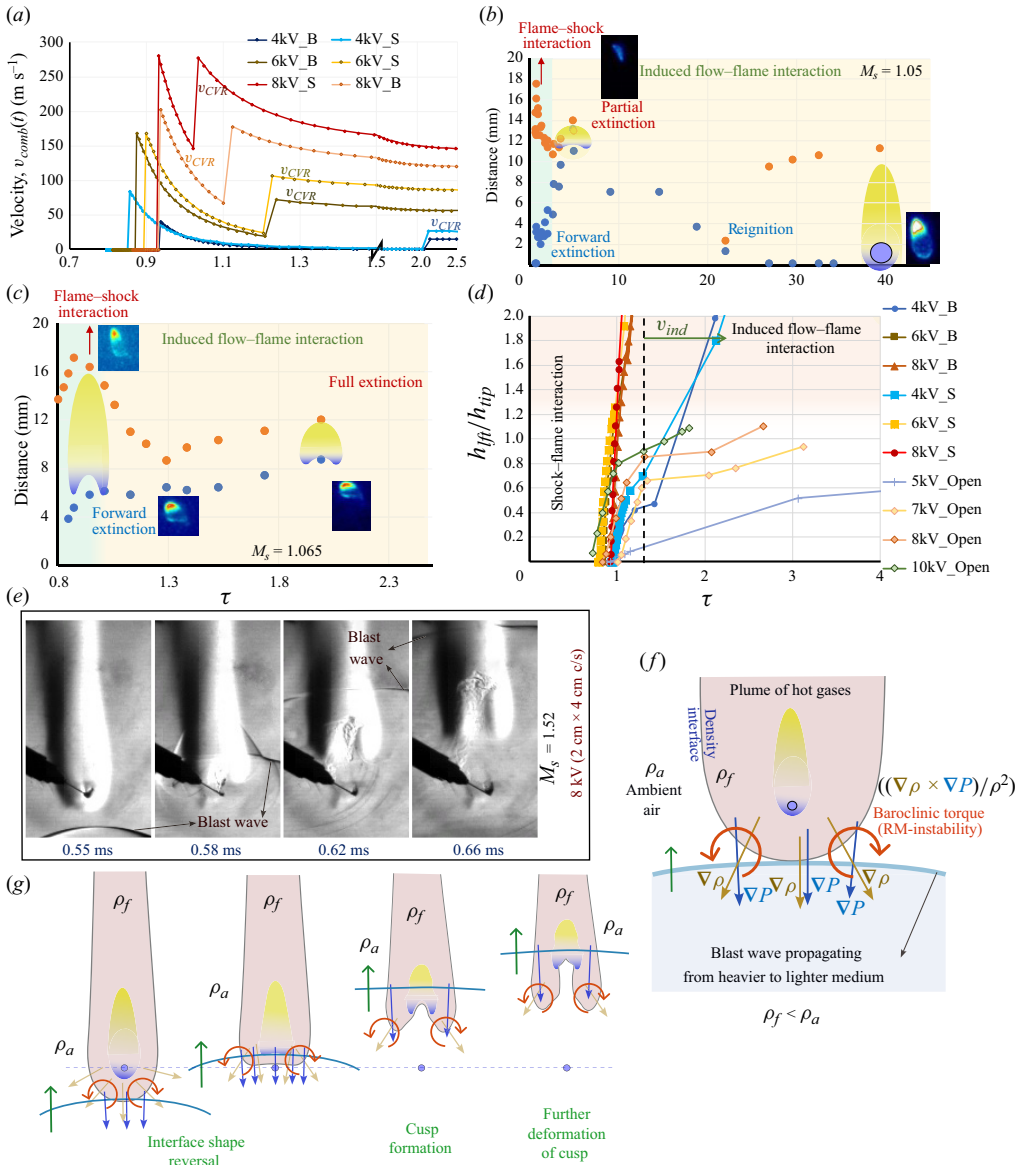 (a)
Velocity, v_comb(t) (m s⁻¹)
300
250
200
150
100
50
0
4kV_B
4kV_S
6kV_B
6kV_S
8kV_S
8kV_B
v_CVR
v_CVR
v_CVR
v_CVR
v_CVR
0.7
0.9
1.1
1.3
1.5
2.0
2.5
(b)
Flame–shock
interaction
Induced flow–flame interaction
M_s = 1.05
Partial
extinction
Distance (mm)
20
18
16
14
12
10
8
6
4
2
0
Forward
extinction
Reignition
10
20
30
40
(c)
Flame–shock
interaction
Induced flow–flame interaction
Full extinction
Distance (mm)
20
16
12
8
4
0
Forward
extinction
M_s = 1.065
0.8
1.3
1.8
2.3
τ
(d)
h_lft/h_tip
2.0
1.8
1.6
1.4
1.2
1.0
0.8
0.6
0.4
0.2
0
Shock–flame interaction
v_ind
Induced flow–flame
interaction
0
1
2
3
4
τ
4kV_B
6kV_B
8kV_B
4kV_S
6kV_S
8kV_S
5kV_Open
7kV_Open
8kV_Open
10kV_Open
(e)
Blast
wave
Blast wave
0.55 ms
0.58 ms
0.62 ms
0.66 ms
M_s = 1.52
8 kV (2 cm × 4 cm c/s)
(f)
Plume of hot gases
Density
interface
ρ_f
ρ_a
Ambient
air
((∇ρ × ∇P)/ρ²)
Baroclinic torque
(RM-instability)
∇ρ
∇P
∇ρ
∇P
∇P
∇ρ
Blast wave propagating
from heavier to lighter medium
ρ_f < ρ_a
(g)
ρ_f
ρ_a
ρ_f
ρ_a
ρ_f
ρ_a
ρ_f
ρ_a
Interface shape
reversal
Cusp
formation
Further
deformation
of cusp